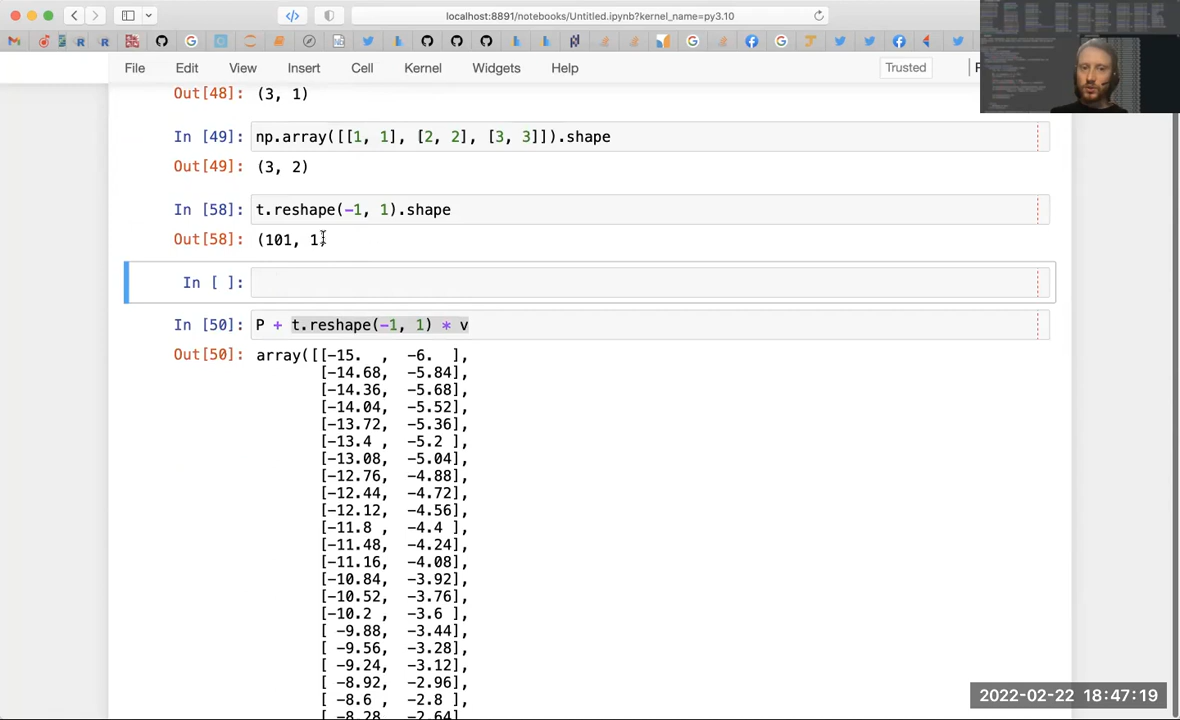 localhost:8891/notebooks/Untitled.ipynb?kernel_name=py3.10
File Edit View Insert Cell Kernel Widgets Help Trusted
Out[48]: (3, 1)
In [49]: np.array([[1, 1], [2, 2], [3, 3]]).shape
Out[49]: (3, 2)
In [58]: t.reshape(-1, 1).shape
Out[58]: (101, 1)
In [ ]:
In [50]: P + t.reshape(-1, 1) * v
Out[50]: array([[-15.  ,  -6.  ],
[-14.68,  -5.84],
[-14.36,  -5.68],
[-14.04,  -5.52],
[-13.72,  -5.36],
[-13.4 ,  -5.2 ],
[-13.08,  -5.04],
[-12.76,  -4.88],
[-12.44,  -4.72],
[-12.12,  -4.56],
[-11.8 ,  -4.4 ],
[-11.48,  -4.24],
[-11.16,  -4.08],
[-10.84,  -3.92],
[-10.52,  -3.76],
[-10.2 ,  -3.6 ],
[ -9.88,  -3.44],
[ -9.56,  -3.28],
[ -9.24,  -3.12],
[ -8.92,  -2.96],
[ -8.6 ,  -2.8 ],
[ -8.28,  -2.64],
2022-02-22 18:47:19